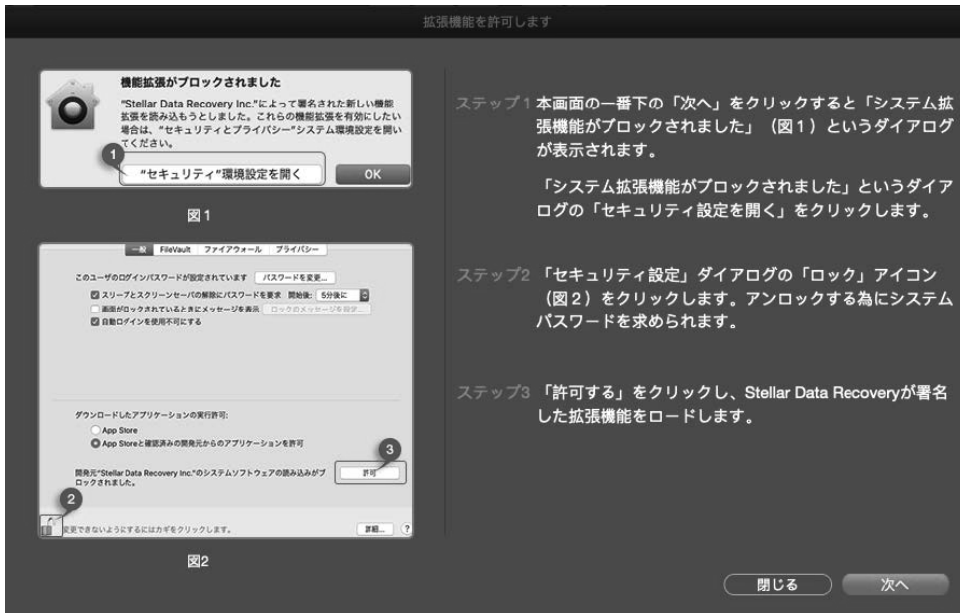 拡張機能を許可します
機能拡張がブロックされました
"Stellar Data Recovery Inc."によって署名された新しい機能
拡張を読み込もうとしました。これらの機能拡張を有効にしたい
場合は、"セキュリティとプライバシー"システム環境設定を開い
てください。
1
"セキュリティ"環境設定を開く
OK
図1
一般 FileVault ファイアウォール プライバシー
このユーザのログインパスワードが設定されています パスワードを変更...
スリープとスクリーンセーバの解除にパスワードを要求 開始後: 5分後に
画面がロックされているときにメッセージを表示 ロックのメッセージを設定...
自動ログインを使用不可にする
ダウンロードしたアプリケーションの実行許可:
App Store
App Storeと確認済みの開発元からのアプリケーションを許可
3
開発元"Stellar Data Recovery Inc."のシステムソフトウェアの読み込みがブ
ロックされました。
許可
2
変更できないようにするにはカギをクリックします。
詳細... ?
図2
ステップ1 本画面の一番下の「次へ」をクリックすると「システム拡
張機能がブロックされました」（図１）というダイアログ
が表示されます。
「システム拡張機能がブロックされました」というダイア
ログの「セキュリティ設定を開く」をクリックします。
ステップ2 「セキュリティ設定」ダイアログの「ロック」アイコン
（図２）をクリックします。アンロックする為にシステム
パスワードを求められます。
ステップ3 「許可する」をクリックし、Stellar Data Recoveryが署名
した拡張機能をロードします。
閉じる 次へ